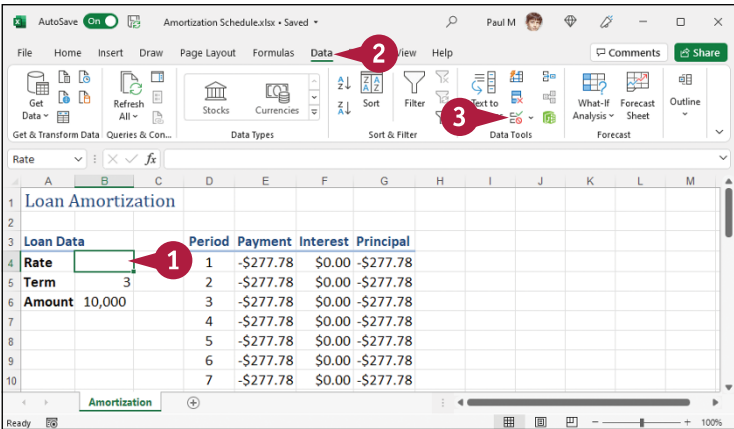 AutoSave On Amortization Schedule.xlsx • Saved Paul M
File Home Insert Draw Page Layout Formulas Data 2 view Help Comments Share
Get Data Refresh All Stocks Currencies Sort Filter Text to 3 What-If Analysis Forecast Sheet Outline
Get & Transform Data Queries & Con... Data Types Sort & Filter Data Tools Forecast
Rate fx
A B C D E F G H I J K L M
1 Loan Amortization
2
3 Loan Data Period Payment Interest Principal
4 Rate 1 1 -$277.78 $0.00 -$277.78
5 Term 3 2 -$277.78 $0.00 -$277.78
6 Amount 10,000 3 -$277.78 $0.00 -$277.78
7 4 -$277.78 $0.00 -$277.78
8 5 -$277.78 $0.00 -$277.78
9 6 -$277.78 $0.00 -$277.78
10 7 -$277.78 $0.00 -$277.78
Amortization
Ready 100%